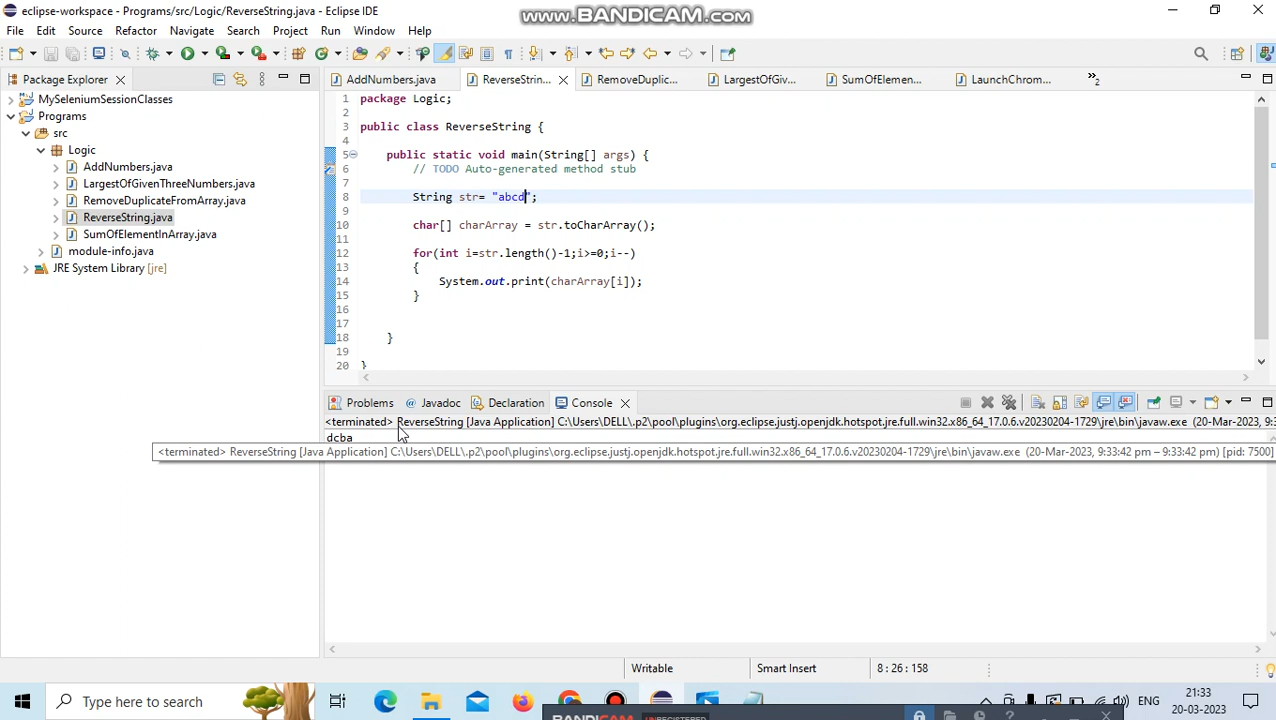 eclipse-workspace - Programs/src/Logic/ReverseString.java - Eclipse IDE
www.BANDICAM.com
File Edit Source Refactor Navigate Search Project Run Window Help
Package Explorer
AddNumbers.java
ReverseStrin...
RemoveDuplic...
LargestOfGiv...
SumOfElemen...
LaunchChrom...
»2
MySeleniumSessionClasses
Programs
src
Logic
AddNumbers.java
LargestOfGivenThreeNumbers.java
RemoveDuplicateFromArray.java
ReverseString.java
SumOfElementInArray.java
module-info.java
JRE System Library [jre]
1 package Logic;
2
3 public class ReverseString {
4
5 public static void main(String[] args) {
6 // TODO Auto-generated method stub
7
8 String str= "abcd";
9
10 char[] charArray = str.toCharArray();
11
12 for(int i=str.length()-1;i>=0;i--)
13 {
14 System.out.print(charArray[i]);
15 }
16
17
18 }
19
20 }
Problems Javadoc Declaration Console
<terminated> ReverseString [Java Application] C:\Users\DELL\.p2\pool\plugins\org.eclipse.justj.openjdk.hotspot.jre.full.win32.x86_64_17.0.6.v20230204-1729\jre\bin\javaw.exe (20-Mar-2023, 9:33
dcba
<terminated> ReverseString [Java Application] C:\Users\DELL\.p2\pool\plugins\org.eclipse.justj.openjdk.hotspot.jre.full.win32.x86_64_17.0.6.v20230204-1729\jre\bin\javaw.exe (20-Mar-2023, 9:33:42 pm – 9:33:42 pm) [pid: 7500]
Writable Smart Insert 8 : 26 : 158
Type here to search
ENG
21:33
20-03-2023
BANDICAM UNREGISTERED